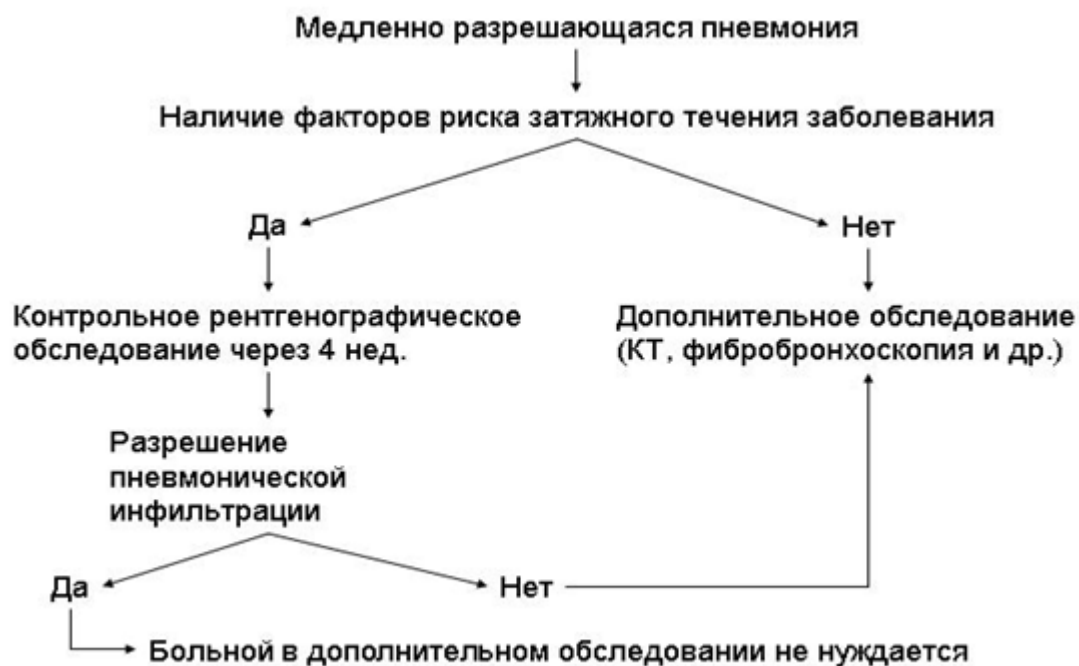 Медленно разрешающаяся пневмония
Наличие факторов риска затяжного течения заболевания
Да
Нет
Контрольное рентгенографическое
обследование через 4 нед.
Дополнительное обследование
(КТ, фибробронхоскопия и др.)
Разрешение
пневмонической
инфильтрации
Да
Нет
Больной в дополнительном обследовании не нуждается